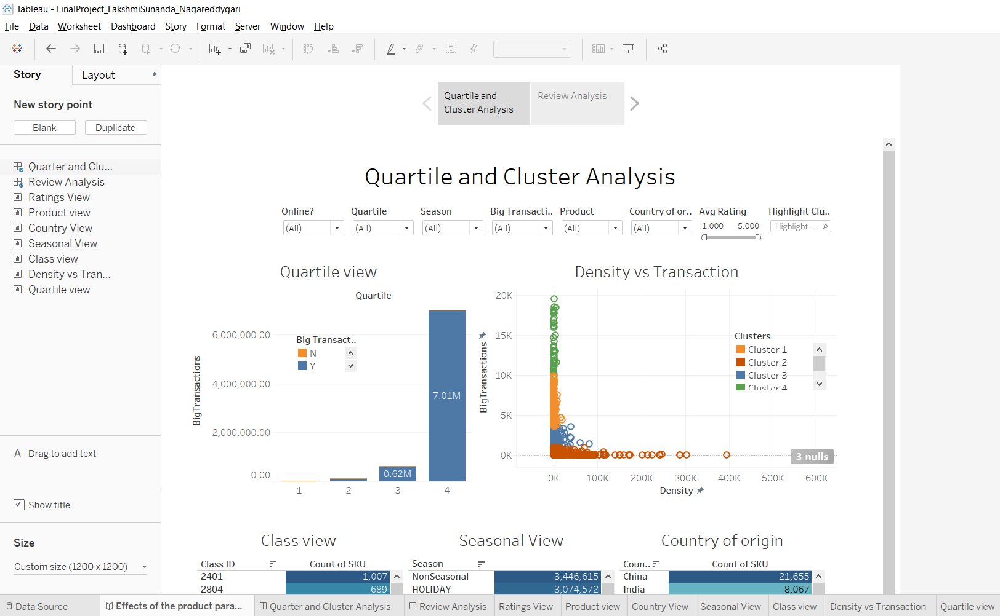 Tableau - FinalProject_LakshmiSunanda_Nagareddygari
File Data Worksheet Dashboard Story Format Server Window Help
Story Layout
New story point
Blank Duplicate
Quarter and Clu...
Review Analysis
Ratings View
Product view
Country View
Seasonal View
Class view
Density vs Tran...
Quartile view
A Drag to add text
Show title
Size
Custom size (1200 x 1200)
Quartile and
Cluster Analysis
Review Analysis
Quartile and Cluster Analysis
Online? Quartile Season Big Transacti.. Product Country of or.. Avg Rating Highlight Clu..
(All) (All) (All) (All) (All) (All) 1.000 5.000 Highlight ...
Quartile view
Quartile
BigTransactions
6,000,000.00
4,000,000.00
2,000,000.00
0.00
Big Transact..
N
Y
7.01M
0.62M
1 2 3 4
Density vs Transaction
BigTransactions
20K
15K
10K
5K
0K
Clusters
Cluster 1
Cluster 2
Cluster 3
Cluster 4
3 nulls
0K 100K 200K 300K 400K 500K 600K
Density
Class view
Class ID Count of SKU
2401 1,007
2804 689
Seasonal View
Season
NonSeasonal 3,446,615
HOLIDAY 3,074,572
Country of origin
Coun.. Count of SKU
China 21,655
India 8,067
Data Source Effects of the product para... Quarter and Cluster Analysis Review Analysis Ratings View Product view Country View Seasonal View Class view Density vs Transaction Quartile view